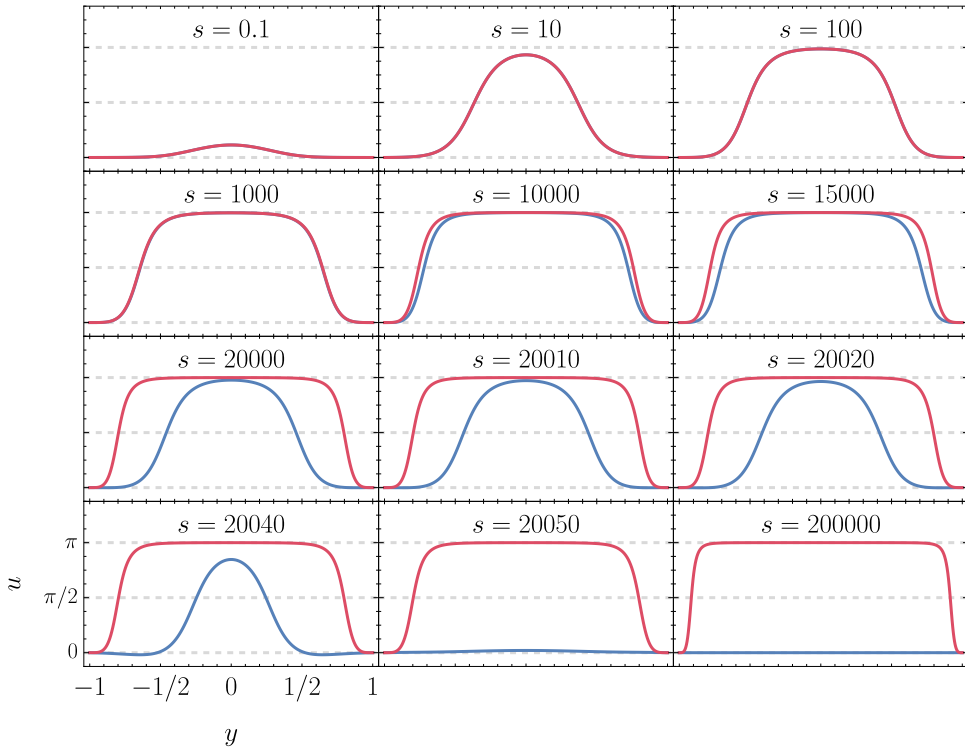 s = 0.1
s = 10
s = 100
s = 1000
s = 10000
s = 15000
s = 20000
s = 20010
s = 20020
s = 20040
s = 20050
s = 200000
π
π/2
0
u
−1
−1/2
0
1/2
1
y